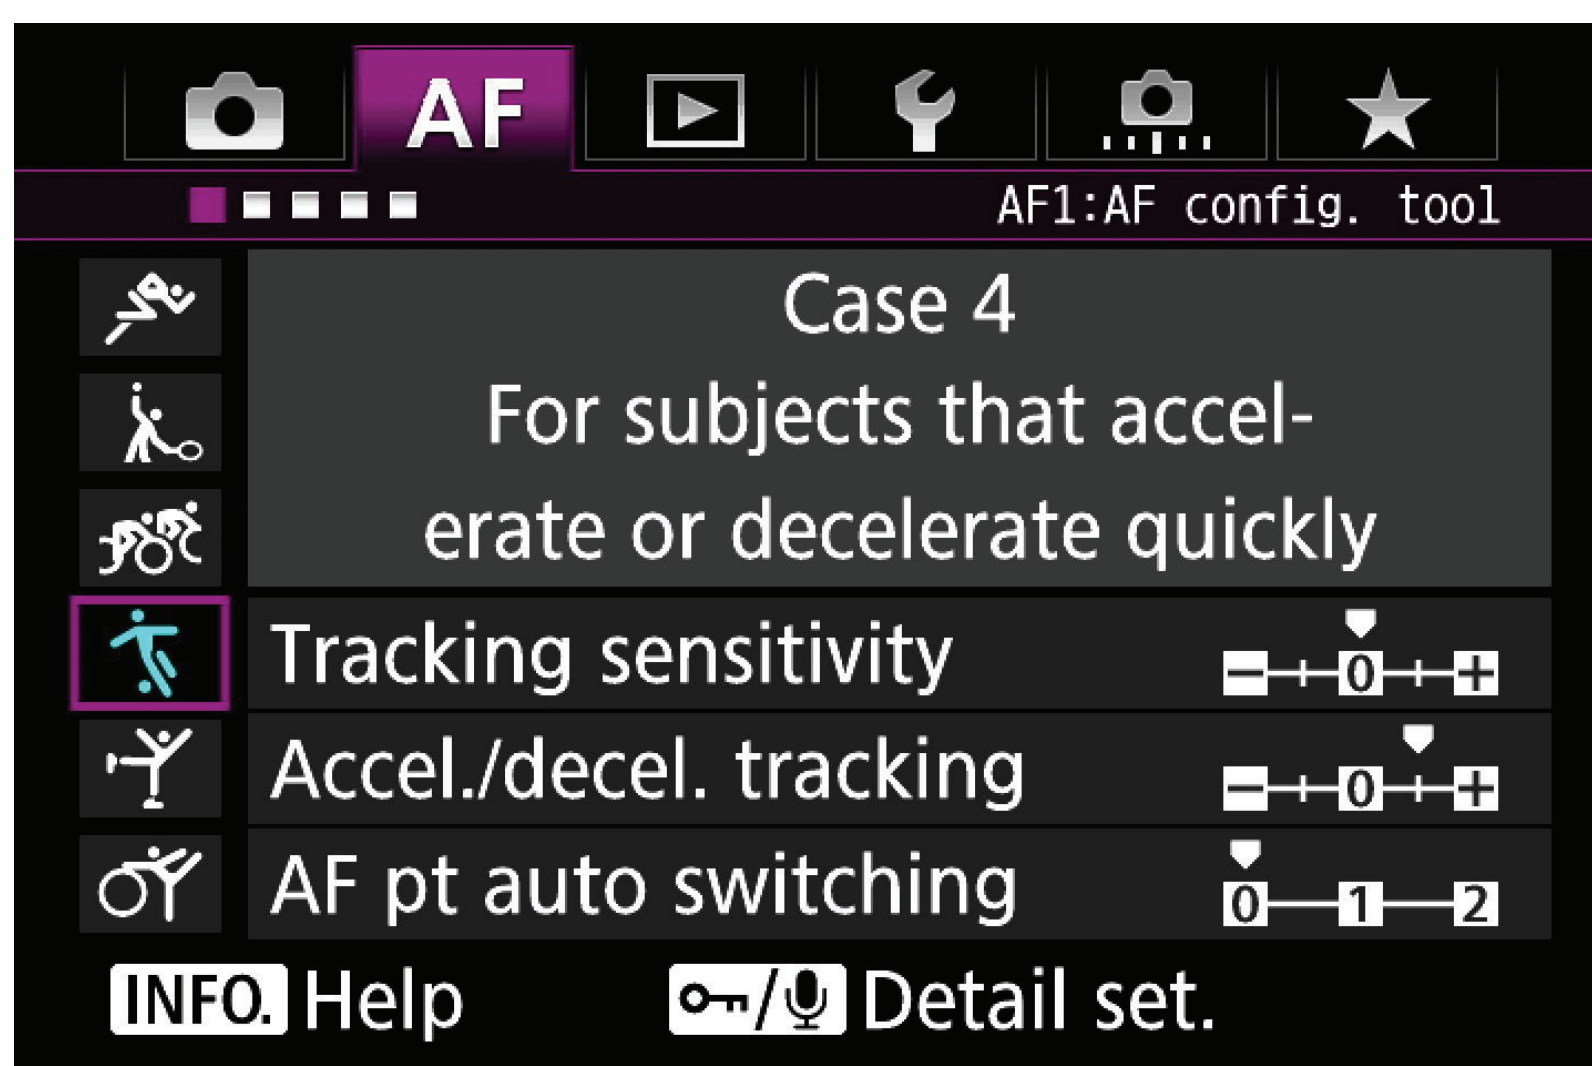 AF
AF1:AF config. tool
Case 4
For subjects that accel-
erate or decelerate quickly
Tracking sensitivity
- 0 +
Accel./decel. tracking
- 0 +
AF pt auto switching
0 1 2
INFO. Help / Detail set.